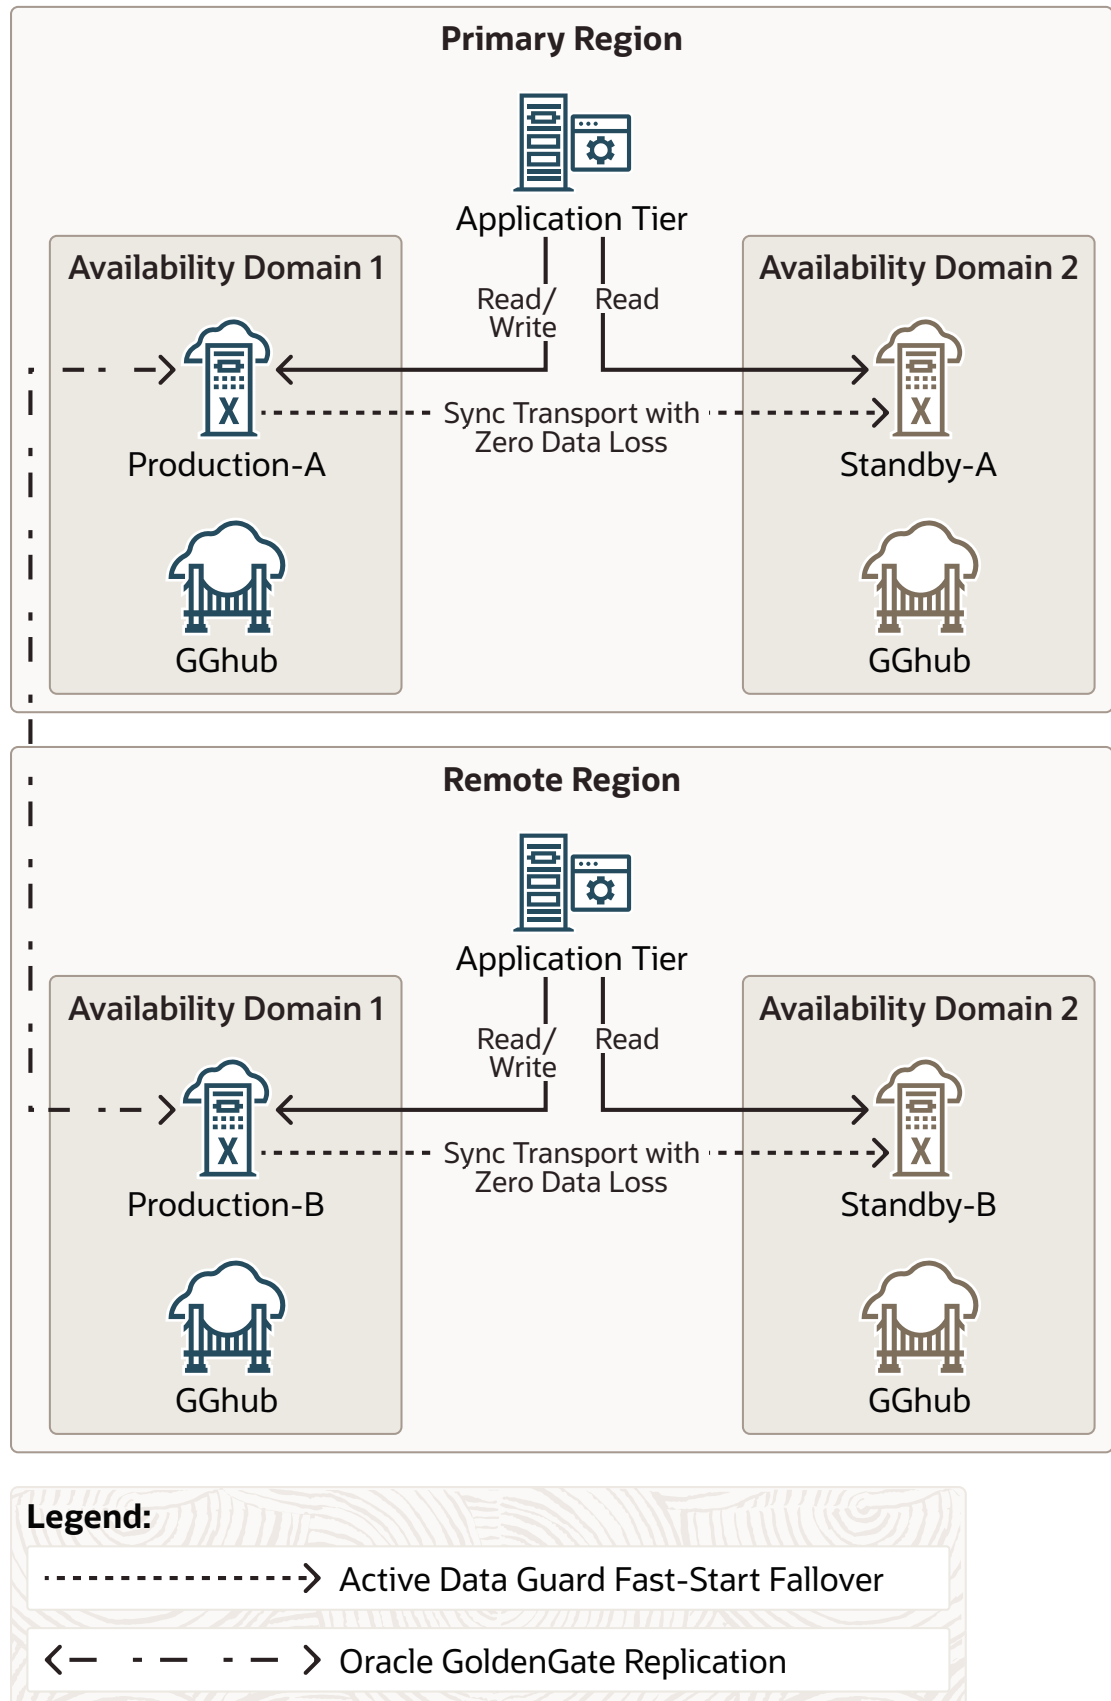 Primary Region
Application Tier
Availability Domain 1
Availability Domain 2
Read/
Write
Read
Sync Transport with
Zero Data Loss
X
X
Production-A
Standby-A
GGhub
GGhub
Remote Region
Application Tier
Availability Domain 1
Availability Domain 2
Read/
Write
Read
Sync Transport with
Zero Data Loss
X
X
Production-B
Standby-B
GGhub
GGhub
Legend:
Active Data Guard Fast-Start Fallover
Oracle GoldenGate Replication